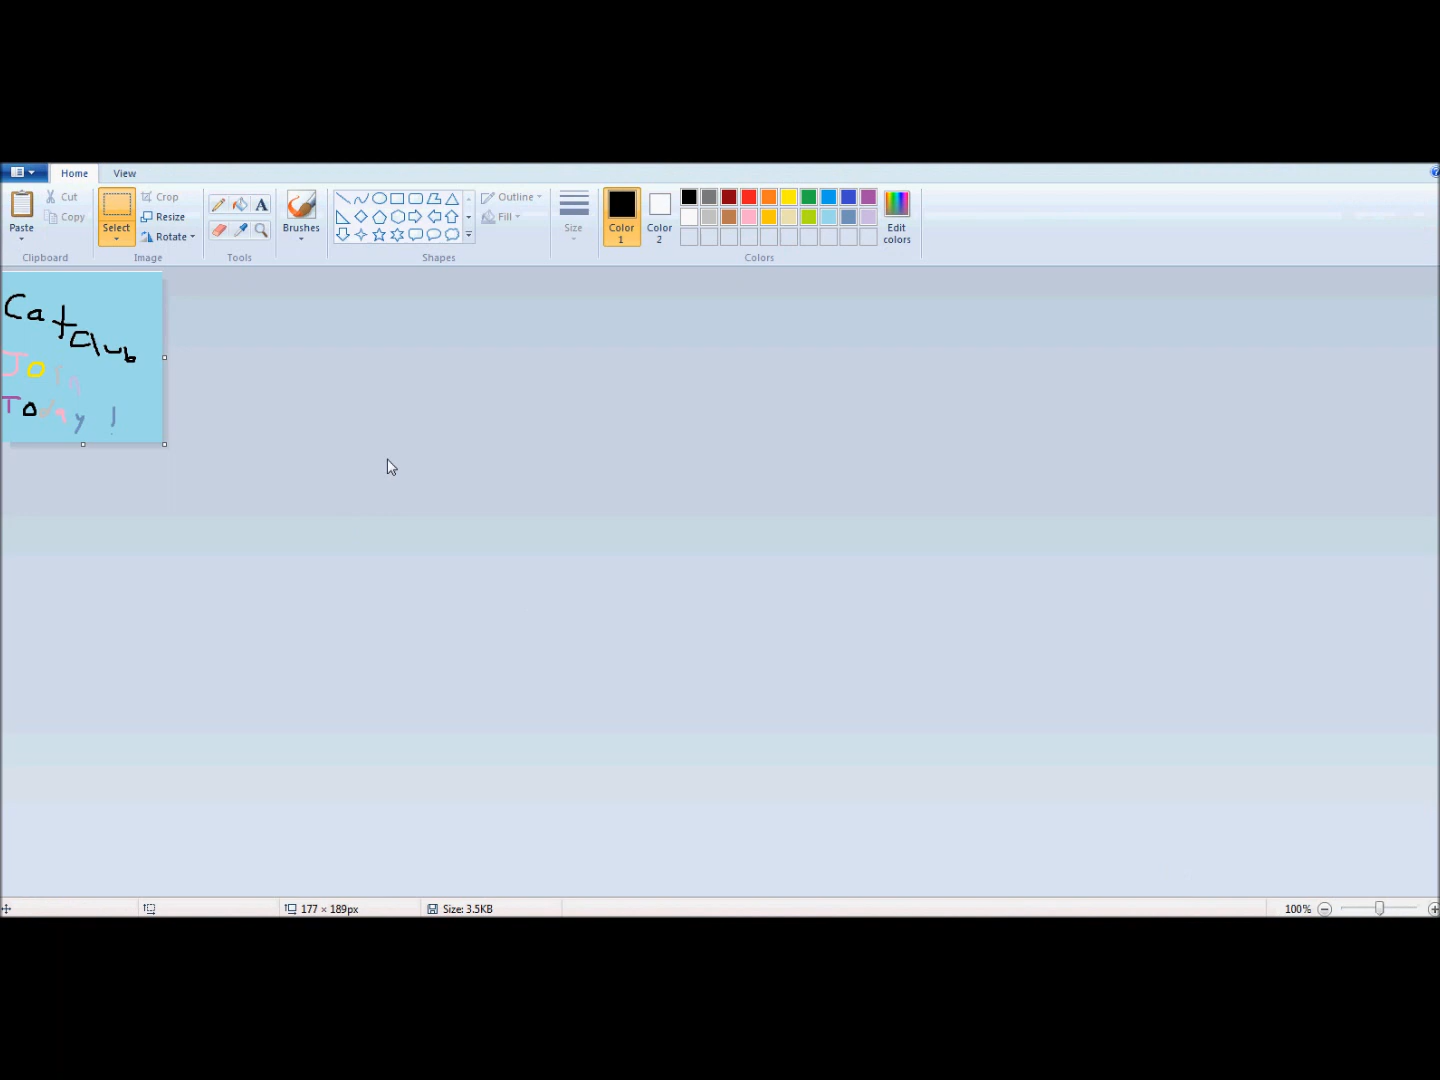 Home View
Paste
Cut
Copy
Clipboard
Select
Crop
Resize
Rotate
Image
Tools
Brushes
Shapes
Outline
Fill
Size
Color 1
Color 2
Edit colors
Colors
Cat Club
Join
Today!
177 × 189px
Size: 3.5KB
100%